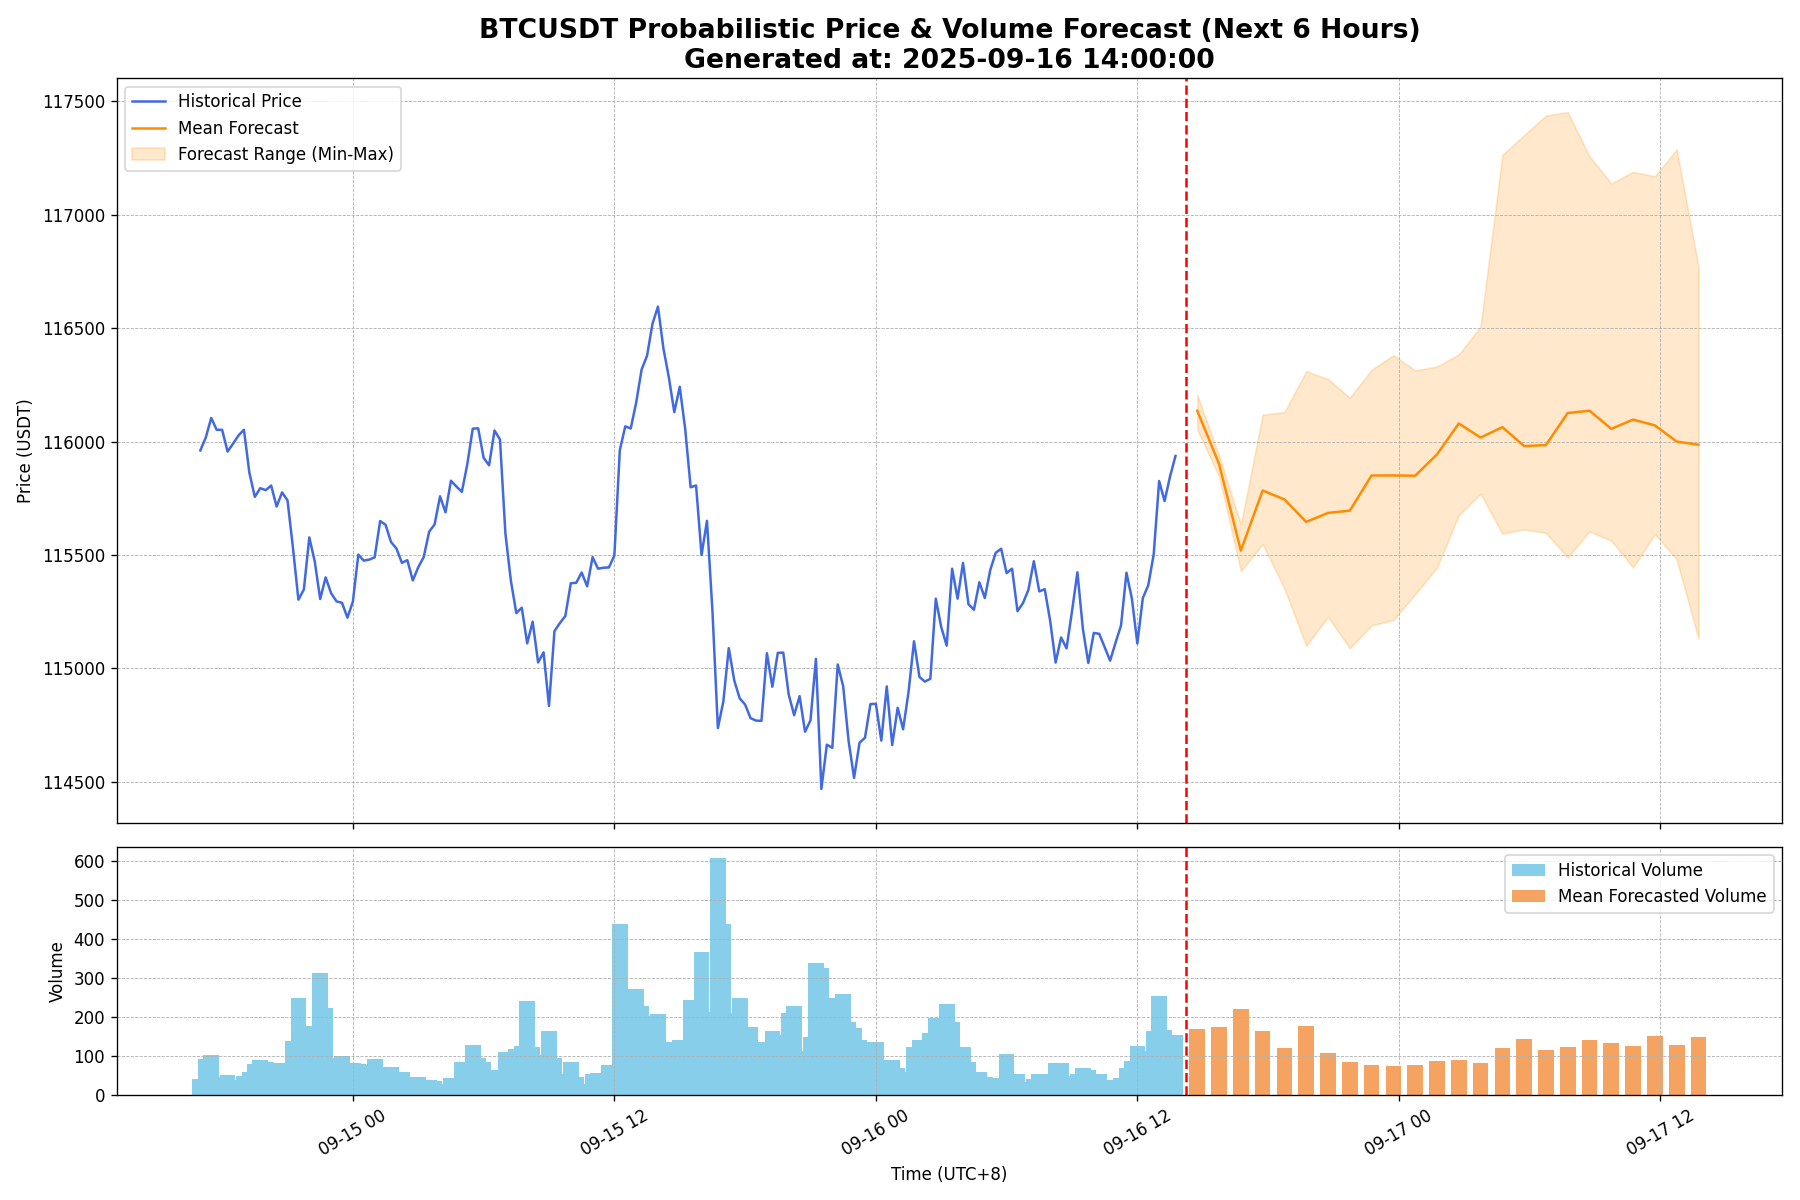 BTCUSDT Probabilistic Price & Volume Forecast (Next 6 Hours)
Generated at: 2025-09-16 14:00:00
Historical Price
Mean Forecast
Forecast Range (Min-Max)
Price (USDT)
117500
117000
116500
116000
115500
115000
114500
Historical Volume
Mean Forecasted Volume
Volume
600
500
400
300
200
100
0
09-15 00
09-15 12
09-16 00
09-16 12
09-17 00
09-17 12
Time (UTC+8)